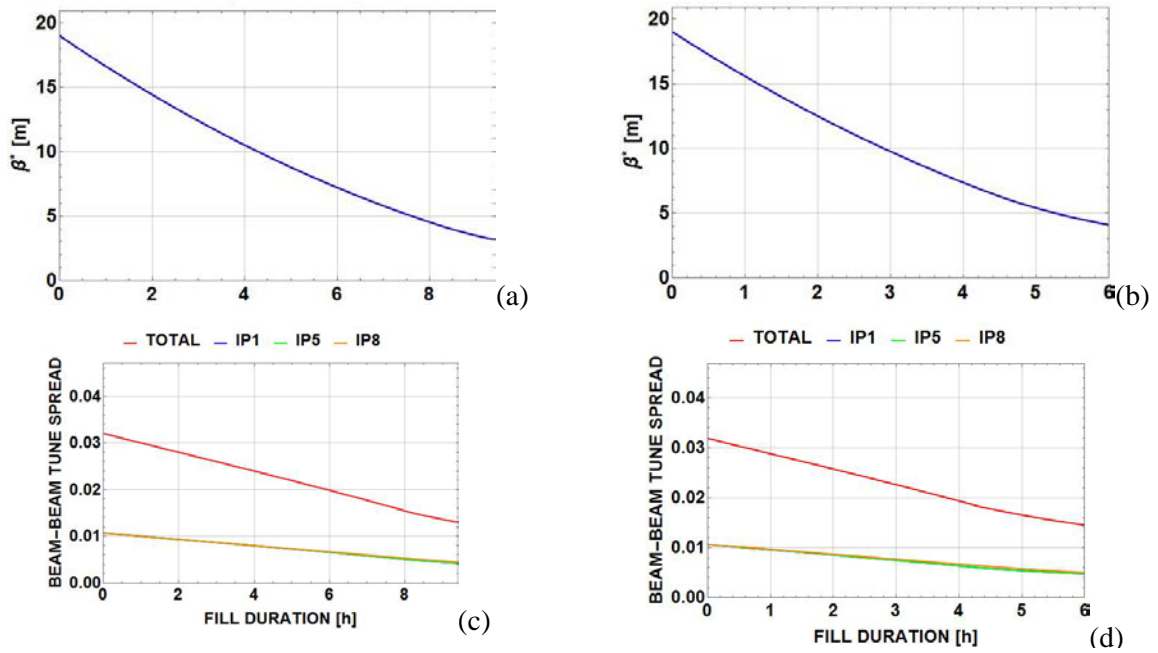 20
15
10
5
0
β* [m]
0 2 4 6 8
(a)
20
15
10
5
0
β* [m]
0 1 2 3 4 5 6
(b)
— TOTAL — IP1 — IP5 — IP8
0.04
0.03
0.02
0.01
0.00
BEAM-BEAM TUNE SPREAD
0 2 4 6 8
FILL DURATION [h]
(c)
— TOTAL — IP1 — IP5 — IP8
0.04
0.03
0.02
0.01
0.00
BEAM-BEAM TUNE SPREAD
0 1 2 3 4 5 6
FILL DURATION [h]
(d)